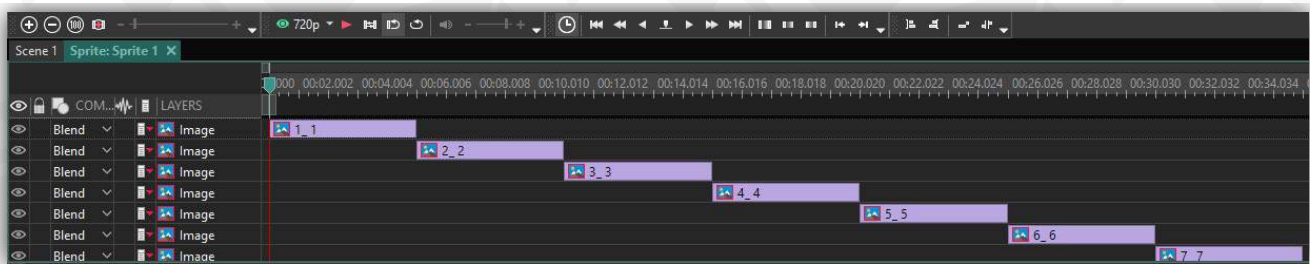 720p
Scene 1 Sprite: Sprite 1
000 00:02.002 00:04.004 00:06.006 00:08.008 00:10.010 00:12.012 00:14.014 00:16.016 00:18.018 00:20.020 00:22.022 00:24.024 00:26.026 00:28.028 00:30.030 00:32.032 00:34.034
COM... LAYERS
Blend Image 1_1
Blend Image 2_2
Blend Image 3_3
Blend Image 4_4
Blend Image 5_5
Blend Image 6_6
Blend Image 7_7